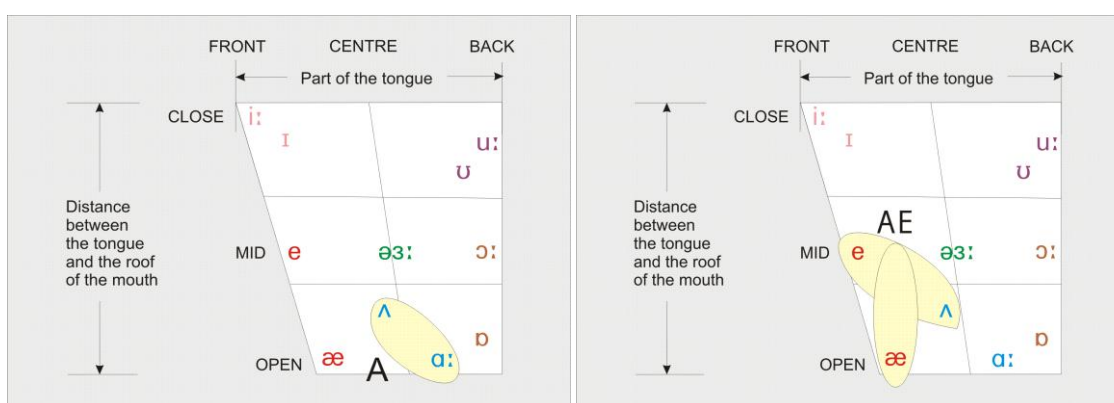 FRONT CENTRE BACK
Part of the tongue
CLOSE
iː
ɪ
uː
ʊ
Distance
between
the tongue
and the roof
of the mouth
MID
e
əɜː
ɔː
ʌ
ɒ
OPEN
æ
A
ɑː
FRONT CENTRE BACK
Part of the tongue
CLOSE
iː
ɪ
uː
ʊ
Distance
between
the tongue
and the roof
of the mouth
AE
MID
e
əɜː
ɔː
ʌ
ɒ
OPEN
æ
ɑː